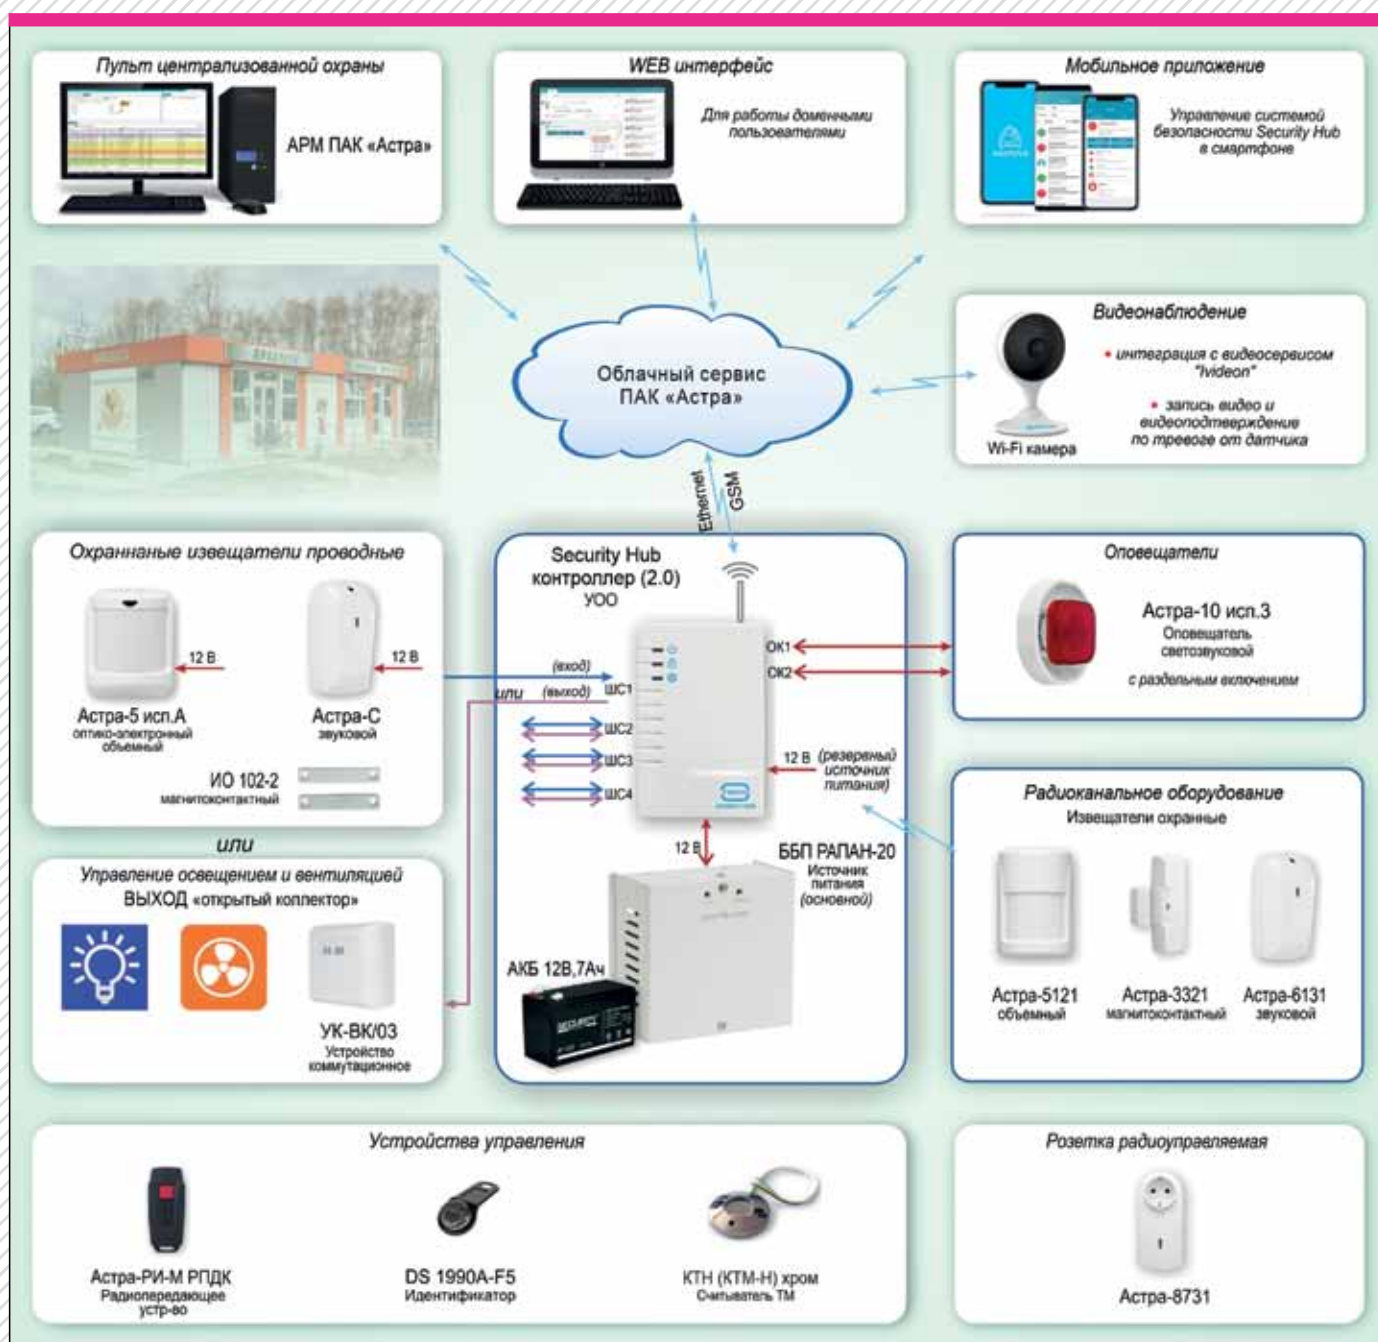 Пульт централизованной охраны
АРМ ПАК «Астра»
WEB интерфейс
Для работы доменными
пользователями
Мобильное приложение
Управление системой
безопасности Security Hub
в смартфоне
Облачный сервис
ПАК «Астра»
Видеонаблюдение
• интеграция с видеосервисом
"Ivideon"
• запись видео и
видеоподтверждение
по тревоге от датчика
Wi-Fi камера
Ethernet
GSM
Охраннаные извещатели проводные
12 В
12 В
Астра-5 исп.А
оптико-электронный
объемный
Астра-С
звуковой
ИО 102-2
магнитоконтактный
или
Управление освещением и вентиляцией
ВЫХОД «открытый коллектор»
УК-ВК/03
Устройство
коммутационное
Security Hub
контроллер (2.0)
УОО
(вход)
или (выход)
ШС1
ШС2
ШС3
ШС4
ОК1
ОК2
12 В (резервный
источник
питания)
12 В
ББП РАПАН-20
Источник
питания
(основной)
АКБ 12В,7Ач
SECURITY
Оповещатели
Астра-10 исп.3
Оповещатель
светозвуковой
с раздельным включением
Радиоканальное оборудование
Извещатели охранные
Астра-5121
объемный
Астра-3321
магнитоконтактный
Астра-6131
звуковой
Устройства управления
Астра-РИ-М РПДК
Радиопередающее
устр-во
DS 1990A-F5
Идентификатор
КТН (КТМ-Н) хром
Считыватель ТМ
Розетка радиоуправляемая
Астра-8731